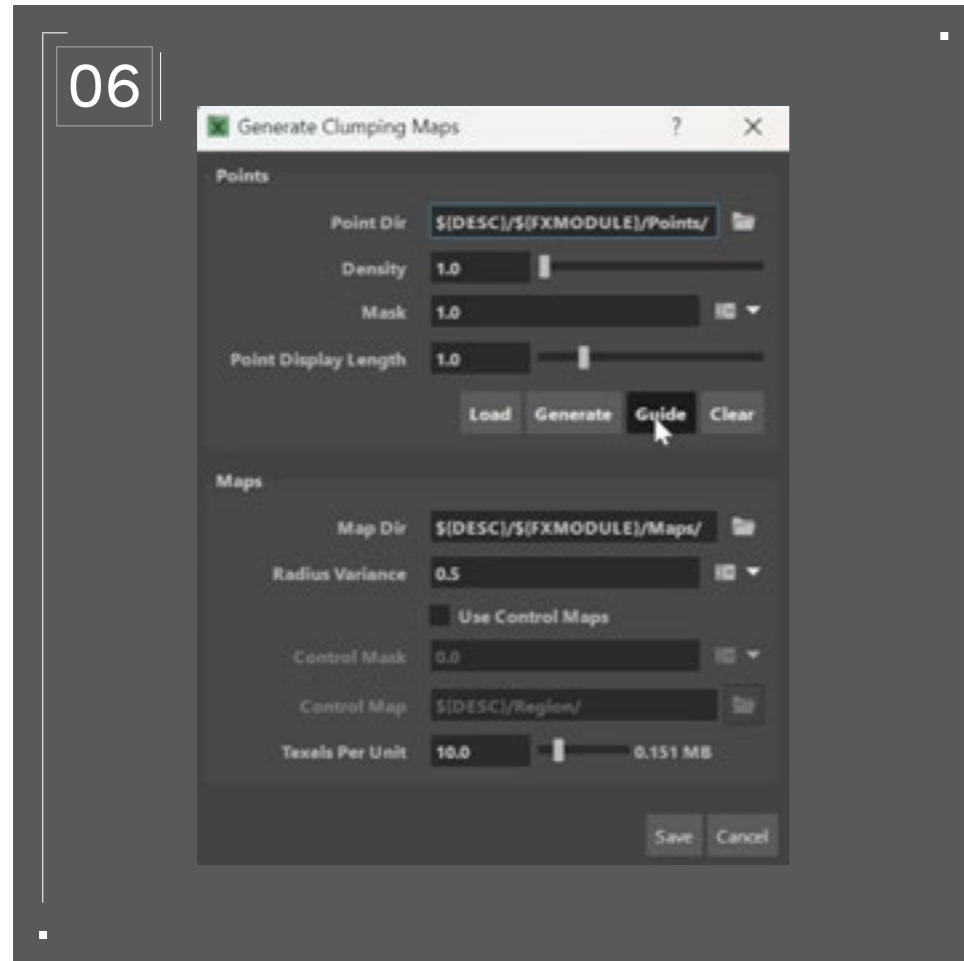 06
Generate Clumping Maps ?
Points
Point Dir ${DESC}/${FXMODULE}/Points/
Density 1.0
Mask 1.0
Point Display Length 1.0
Load Generate Guide Clear
Maps
Map Dir ${DESC}/${FXMODULE}/Maps/
Radius Variance 0.5
Use Control Maps
Control Mask 0.0
Control Map ${DESC}/Region/
Texels Per Unit 10.0 0.151 MB
Save Cancel